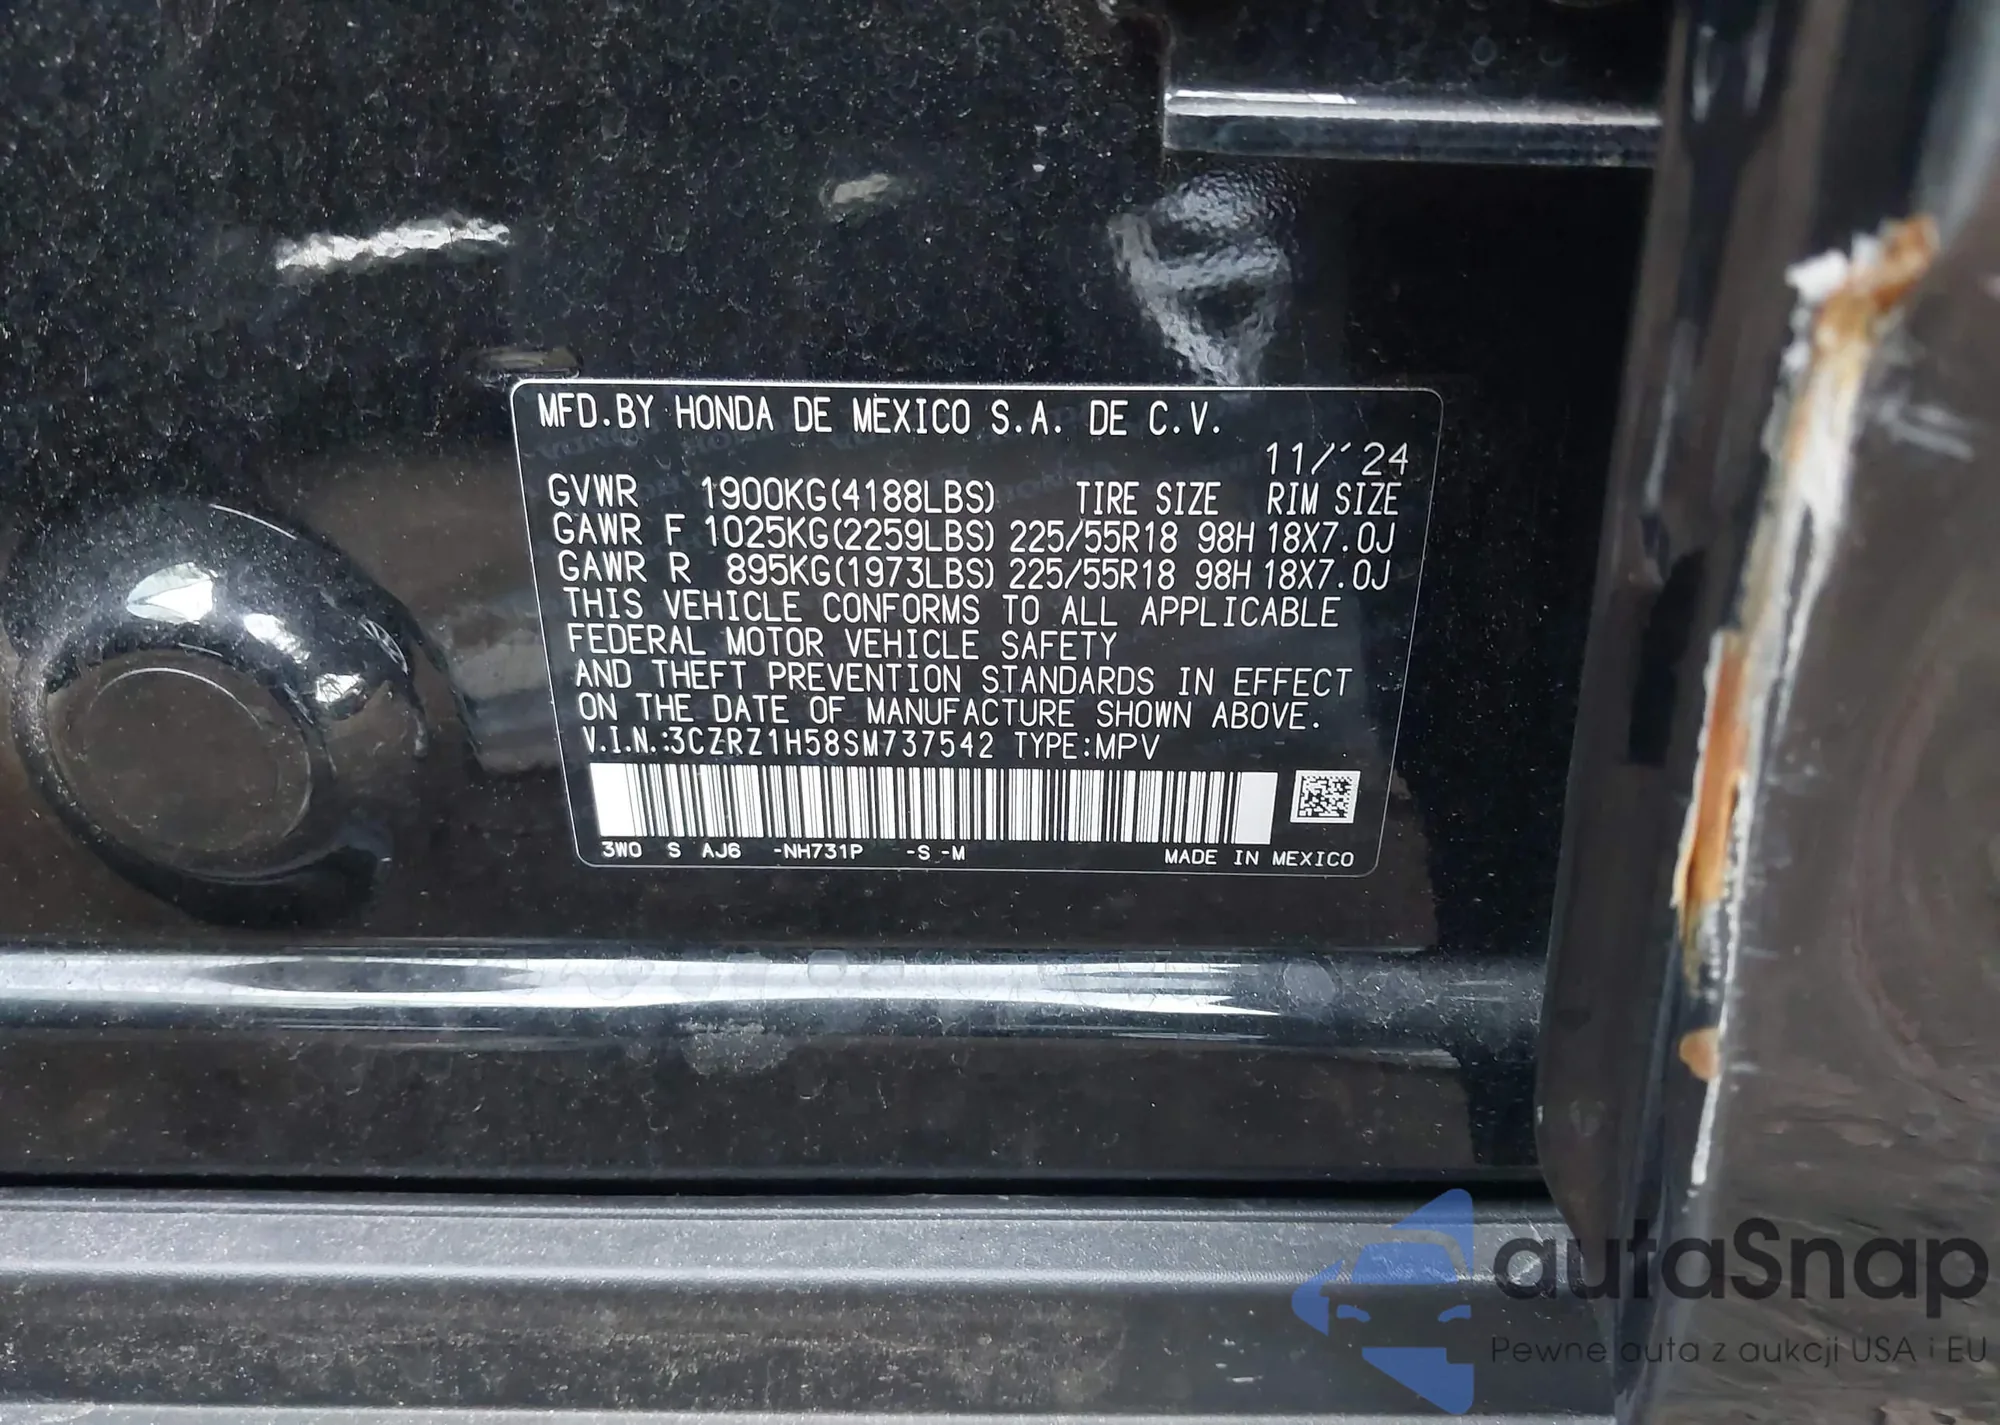 MFD.BY HONDA DE MEXICO S.A. DE C.V.
11/'24
GVWR 1900KG(4188LBS) TIRE SIZE RIM SIZE
GAWR F 1025KG(2259LBS) 225/55R18 98H 18X7.0J
GAWR R 895KG(1973LBS) 225/55R18 98H 18X7.0J
THIS VEHICLE CONFORMS TO ALL APPLICABLE
FEDERAL MOTOR VEHICLE SAFETY
AND THEFT PREVENTION STANDARDS IN EFFECT
ON THE DATE OF MANUFACTURE SHOWN ABOVE.
V.I.N.:3CZRZ1H58SM737542 TYPE:MPV
3W0 S AJ6 -NH731P -S -M MADE IN MEXICO
autaSnap
Pewne auta z aukcji USA i EU